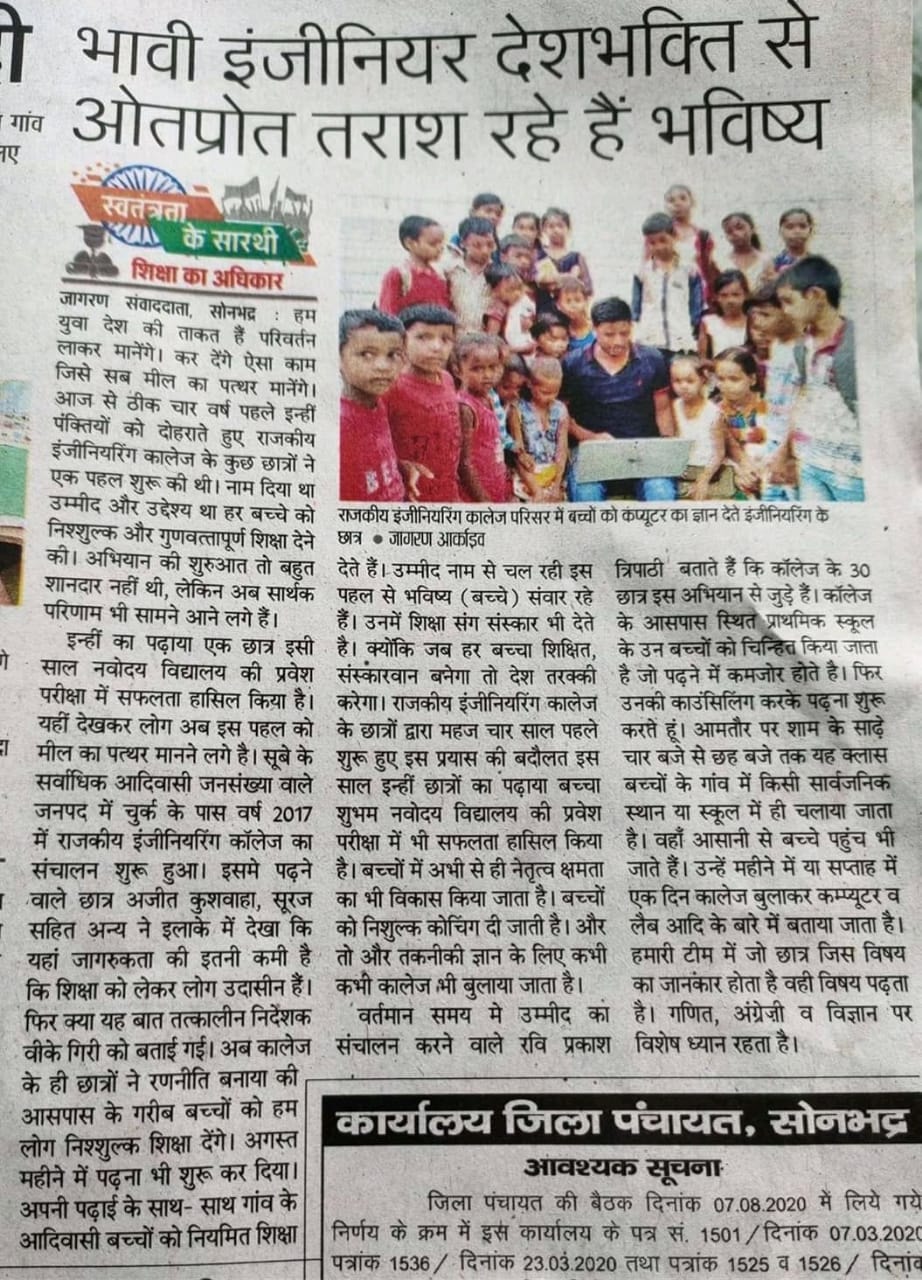 भावी इंजीनियर देशभक्ति से
ओतप्रोत तराश रहे हैं भविष्य
गांव
स्वतंत्रता
के सारथी
शिक्षा का अधिकार
जागरण संवाददाता, सोनभद्र : हम
युवा देश की ताकत हैं परिवर्तन
लाकर मानेंगे। कर देंगे ऐसा काम
जिसे सब मील का पत्थर मानेंगे।
आज से ठीक चार वर्ष पहले इन्हीं
पंक्तियों को दोहराते हुए राजकीय
इंजीनियरिंग कालेज के कुछ छात्रों ने
एक पहल शुरू की थी। नाम दिया था
उम्मीद और उद्देश्य था हर बच्चे को
निश्शुल्क और गुणवत्तापूर्ण शिक्षा देने
की। अभियान की शुरुआत तो बहुत
शानदार नहीं थी, लेकिन अब सार्थक
परिणाम भी सामने आने लगे हैं।
इन्हीं का पढ़ाया एक छात्र इसी
साल नवोदय विद्यालय की प्रवेश
परीक्षा में सफलता हासिल किया है।
यहीं देखकर लोग अब इस पहल को
मील का पत्थर मानने लगे है। सूबे के
सर्वाधिक आदिवासी जनसंख्या वाले
जनपद में चुर्क के पास वर्ष 2017
में राजकीय इंजीनियरिंग कॉलेज का
संचालन शुरू हुआ। इसमे पढ़ने
वाले छात्र अजीत कुशवाहा, सूरज
सहित अन्य ने इलाके में देखा कि
यहां जागरुकता की इतनी कमी है
कि शिक्षा को लेकर लोग उदासीन हैं।
फिर क्या यह बात तत्कालीन निदेशक
वीके गिरी को बताई गई। अब कालेज
के ही छात्रों ने रणनीति बनाया की
आसपास के गरीब बच्चों को हम
लोग निश्शुल्क शिक्षा देंगे। अगस्त
महीने में पढ़ना भी शुरू कर दिया।
अपनी पढ़ाई के साथ- साथ गांव के
आदिवासी बच्चों को नियमित शिक्षा
राजकीय इंजीनियरिंग कालेज परिसर में बच्चों को कंप्यूटर का ज्ञान देते इंजीनियरिंग के
छात्र ● जागरण आर्काइव
देते हैं। उम्मीद नाम से चल रही इस
पहल से भविष्य (बच्चे) संवार रहे
हैं। उनमें शिक्षा संग संस्कार भी देते
है। क्योंकि जब हर बच्चा शिक्षित,
संस्कारवान बनेगा तो देश तरक्की
करेगा। राजकीय इंजीनियरिंग कालेज
के छात्रों द्वारा महज चार साल पहले
शुरू हुए इस प्रयास की बदौलत इस
साल इन्हीं छात्रों का पढ़ाया बच्चा
शुभम नवोदय विद्यालय की प्रवेश
परीक्षा में भी सफलता हासिल किया
है। बच्चों में अभी से ही नेतृत्व क्षमता
का भी विकास किया जाता है। बच्चों
को निशुल्क कोचिंग दी जाती है। और
तो और तकनीकी ज्ञान के लिए कभी
कभी कालेज भी बुलाया जाता है।
वर्तमान समय मे उम्मीद का
संचालन करने वाले रवि प्रकाश
त्रिपाठी बताते हैं कि कॉलेज के 30
छात्र इस अभियान से जुड़े हैं। कॉलेज
के आसपास स्थित प्राथमिक स्कूल
के उन बच्चों को चिन्हित किया जाता
है जो पढ़ने में कमजोर होते है। फिर
उनकी काउंसिलिंग करके पढ़ना शुरू
करते हूं। आमतौर पर शाम के साढ़े
चार बजे से छह बजे तक यह क्लास
बच्चों के गांव में किसी सार्वजनिक
स्थान या स्कूल में ही चलाया जाता
है। वहाँ आसानी से बच्चे पहुंच भी
जाते हैं। उन्हें महीने में या सप्ताह में
एक दिन कालेज बुलाकर कम्प्यूटर व
लैब आदि के बारे में बताया जाता है।
हमारी टीम में जो छात्र जिस विषय
का जानकार होता है वही विषय पढ़ता
है। गणित, अंग्रेज़ी व विज्ञान पर
विशेष ध्यान रहता है।
कार्यालय जिला पंचायत, सोनभद्र
आवश्यक सूचना
जिला पंचायत की बैठक दिनांक 07.08.2020 में लिये गये
निर्णय के क्रम में इस कार्यालय के पत्र सं. 1501/दिनांक 07.03.2020
पत्रांक 1536/ दिनांक 23.03.2020 तथा पत्रांक 1525 व 1526/